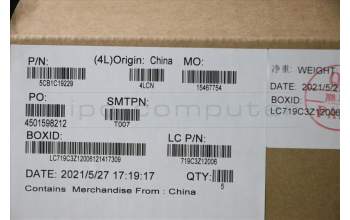 P/N: (4L)Origin: China MO:
5CB1C19229 4LCN 15467754
PO: SMTPN:
4501598212 T007
BOXID: LC P/N:
LC719C3Z12006121417309 719C3Z12006
DATE: 2021/5/27 17:19:17 QTY:
5
Contains Merchandise From : China
净重: WEIGHT
DATE: 2021/5/2
BOXID:
LC719C3Z12006